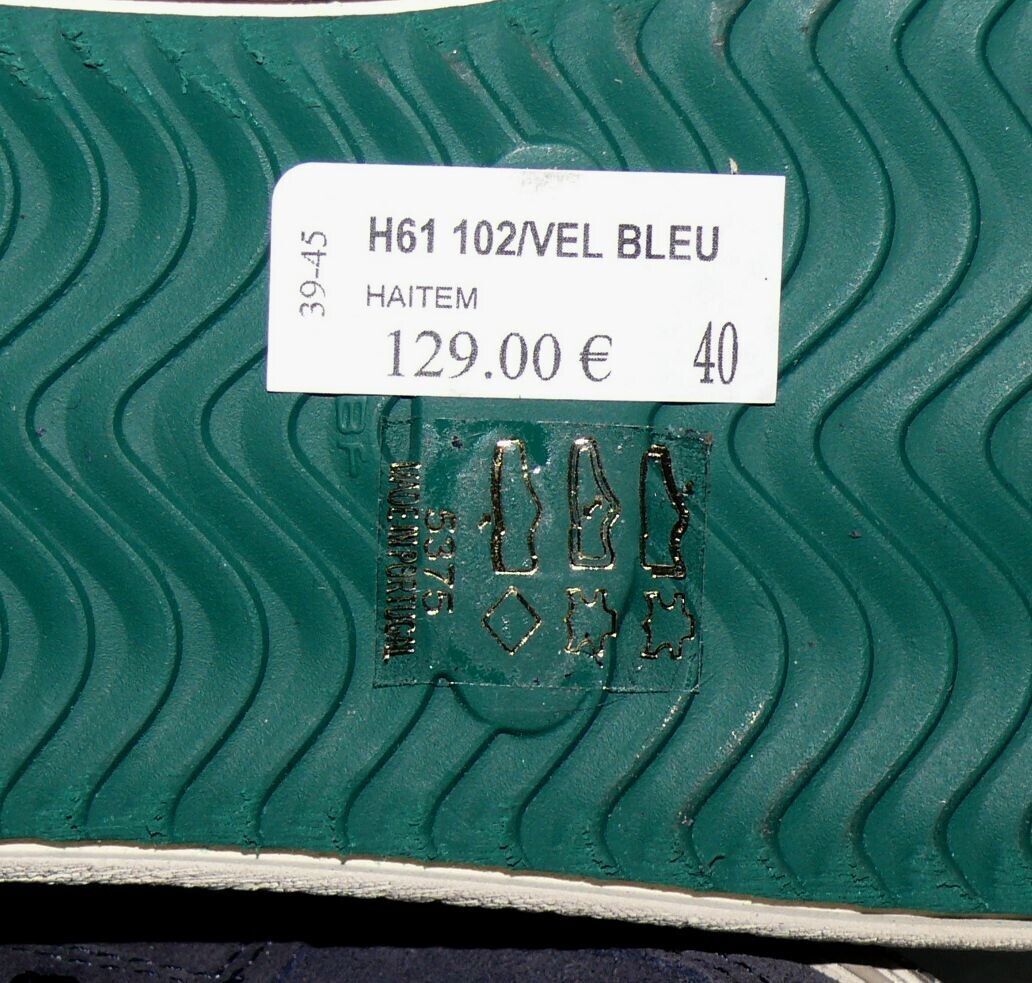 39-45
H61 102/VEL BLEU
HAITEM
129.00 €
40
5375
MADE IN PORTUGAL